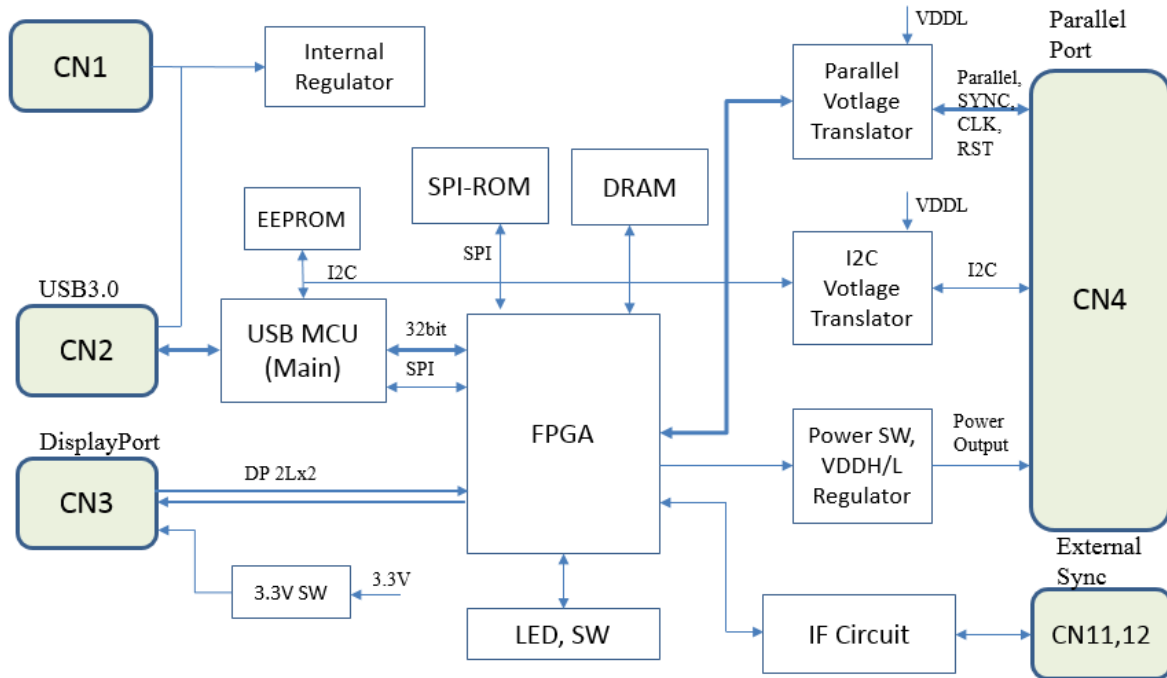 CN1
Internal
Regulator
VDDL
Parallel
Port
Parallel
Votlage
Translator
Parallel,
SYNC,
CLK,
RST
SPI-ROM
DRAM
EEPROM
SPI
I2C
VDDL
I2C
Votlage
Translator
I2C
CN4
USB3.0
CN2
USB MCU
(Main)
32bit
SPI
FPGA
Power SW,
VDDH/L
Regulator
Power
Output
DisplayPort
CN3
DP 2Lx2
3.3V SW
3.3V
LED, SW
IF Circuit
External
Sync
CN11,12